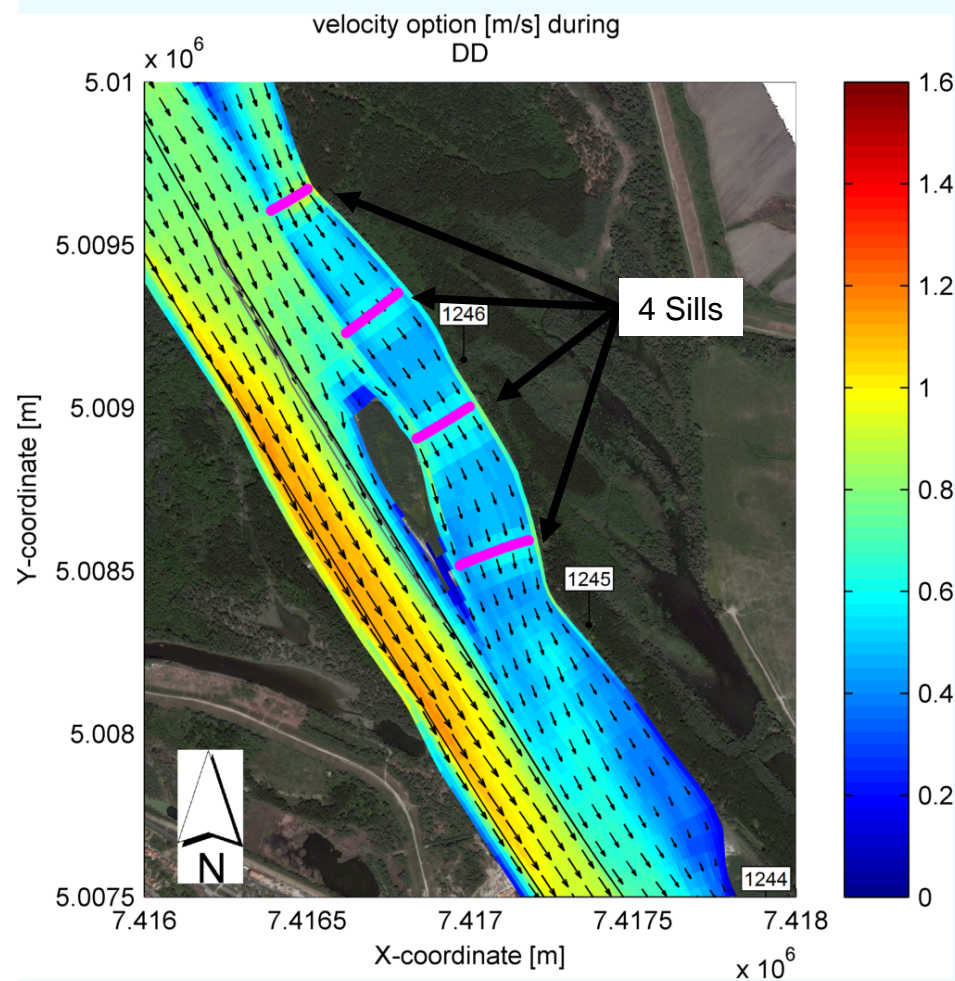 velocity option [m/s] during
DD
x 10^6
5.01
5.0095
5.009
5.0085
5.008
5.0075
Y-coordinate [m]
4 Sills
1246
1245
1244
N
7.416
7.4165
7.417
7.4175
7.418
X-coordinate [m]
x 10^6
1.6
1.4
1.2
1
0.8
0.6
0.4
0.2
0